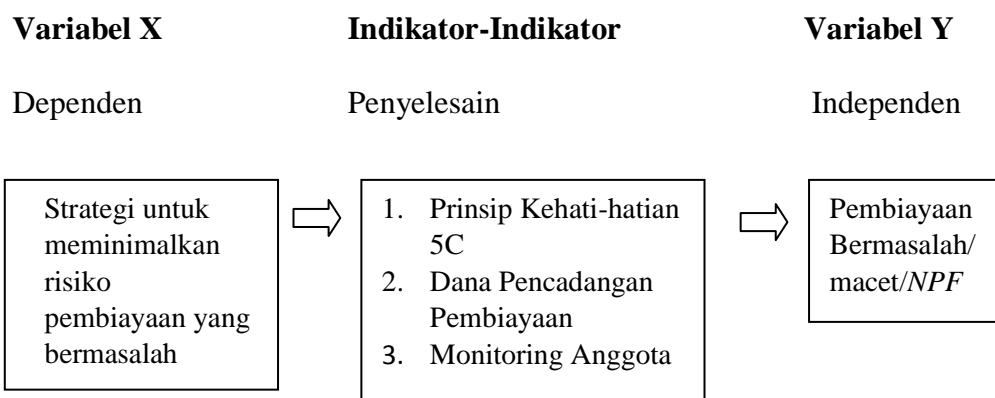 Variabel X Indikator-Indikator Variabel Y
Dependen Penyelesain Independen
Strategi untuk
meminimalkan
risiko
pembiayaan yang
bermasalah
1. Prinsip Kehati-hatian
5C
2. Dana Pencadangan
Pembiayaan
3. Monitoring Anggota
Pembiayaan
Bermasalah/
macet/NPF